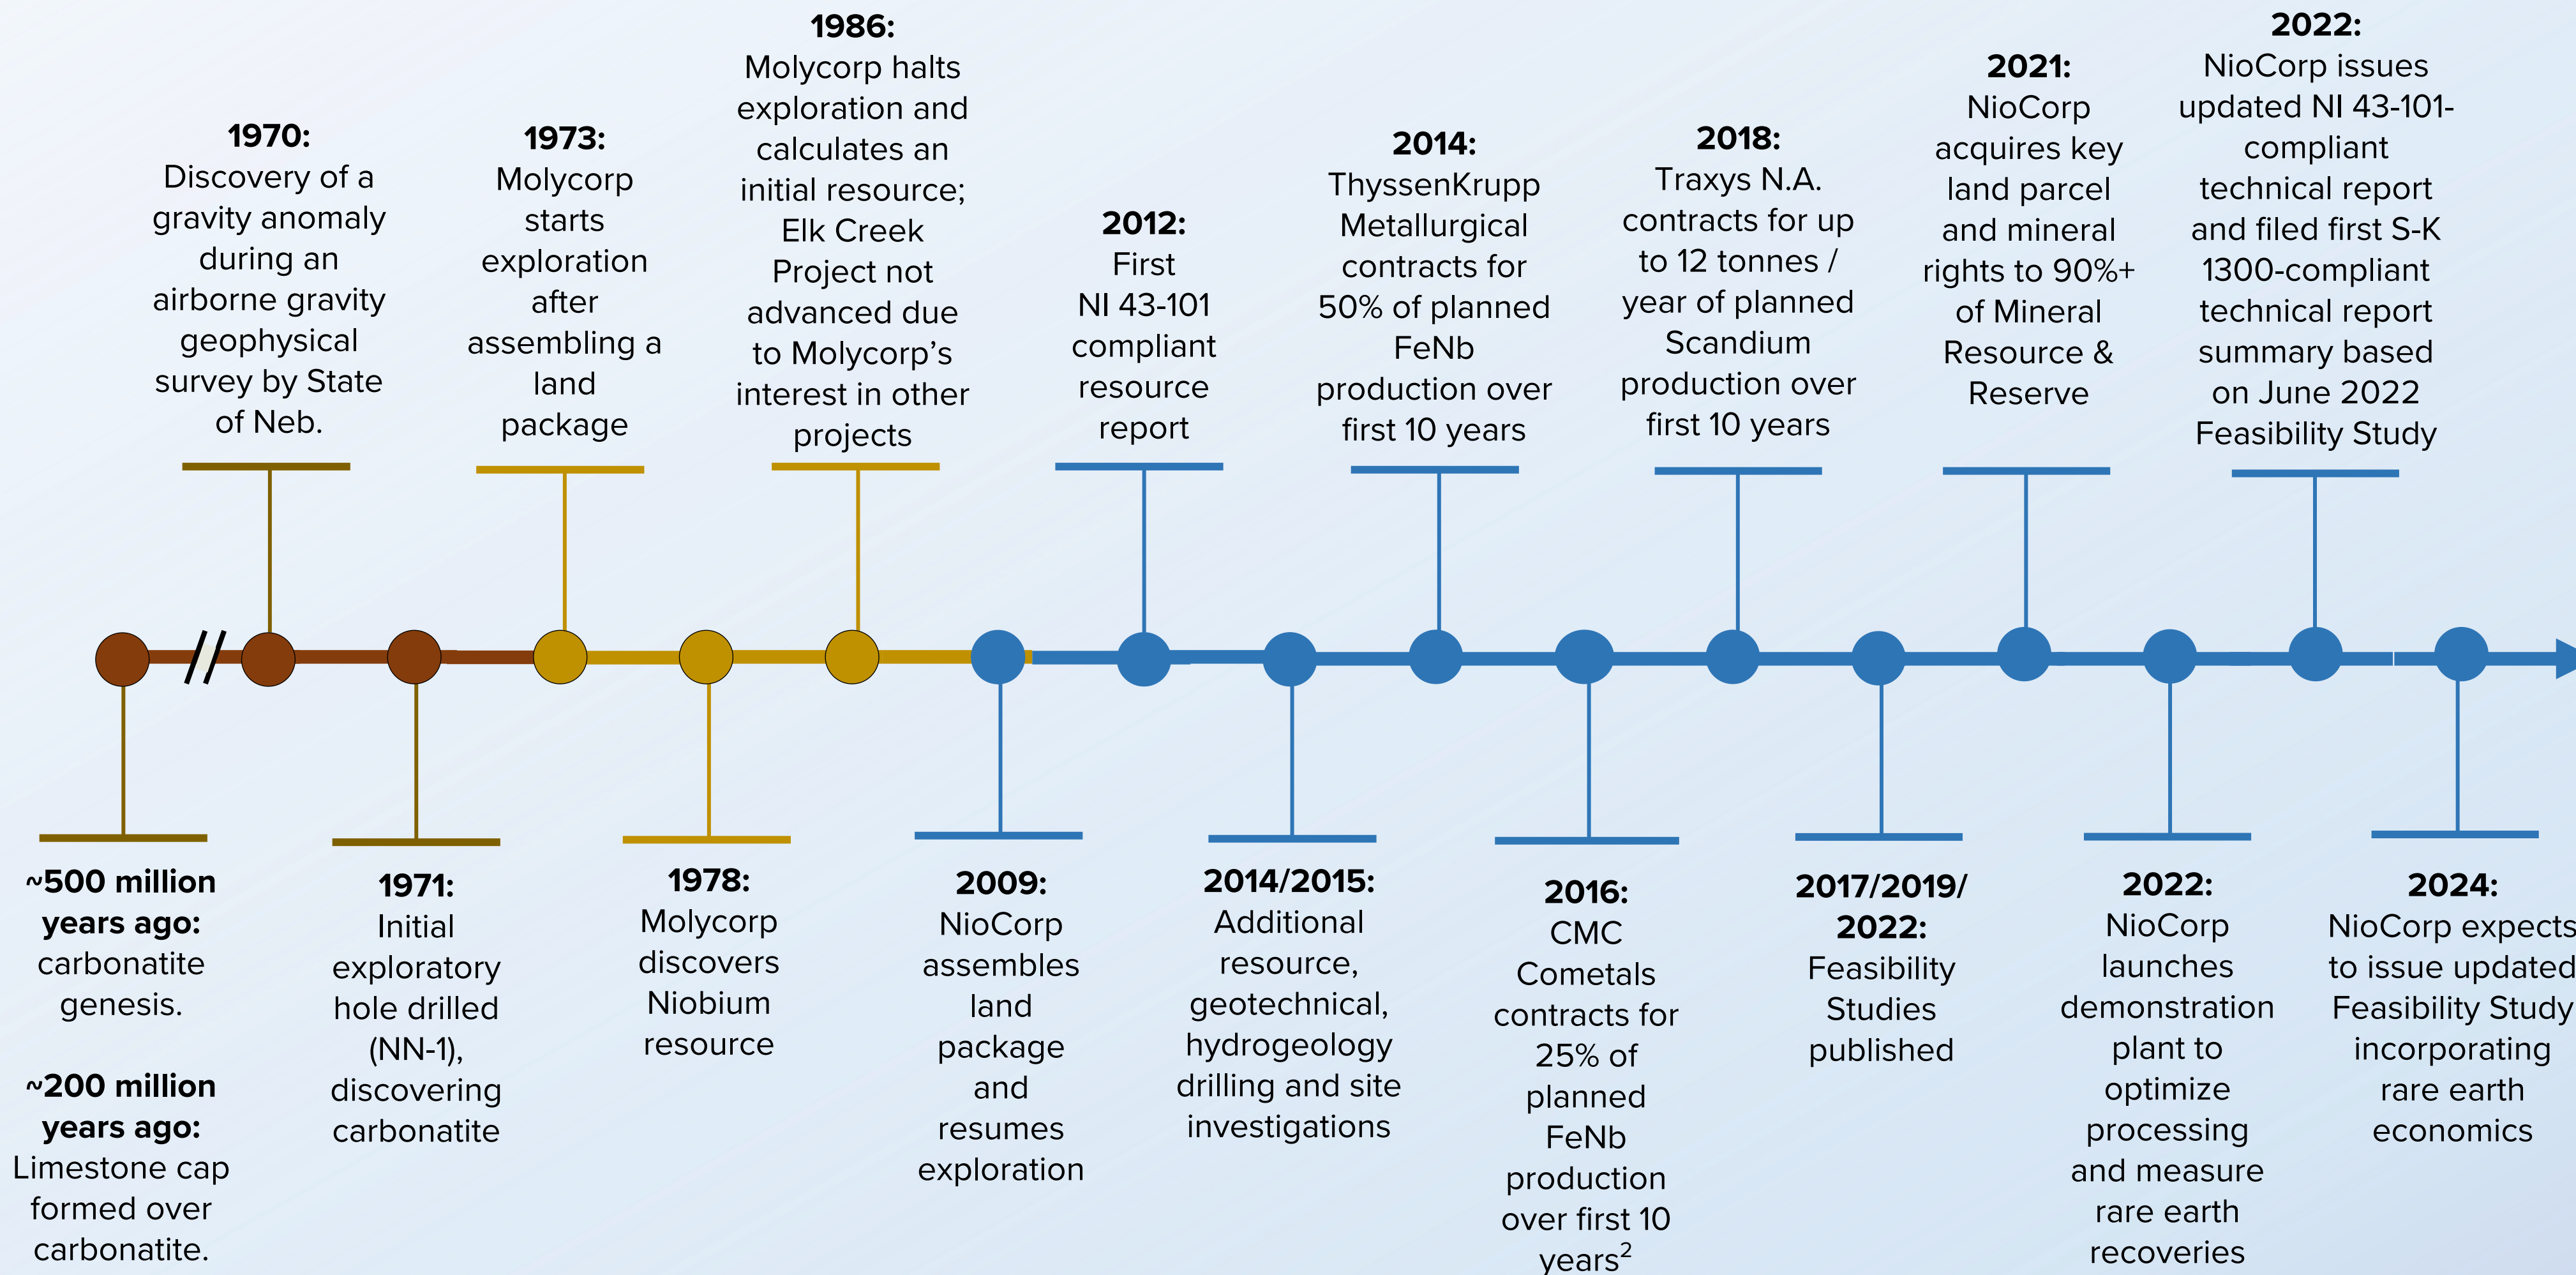 1970:
Discovery of a
gravity anomaly
during an
airborne gravity
geophysical
survey by State
of Neb.
1973:
Molycorp
starts
exploration
after
assembling a
land
package
1986:
Molycorp halts
exploration and
calculates an
initial resource;
Elk Creek
Project not
advanced due
to Molycorp’s
interest in other
projects
2012:
First
NI 43-101
compliant
resource
report
2014:
ThyssenKrupp
Metallurgical
contracts for
50% of planned
FeNb
production over
first 10 years
2018:
Traxys N.A.
contracts for up
to 12 tonnes /
year of planned
Scandium
production over
first 10 years
2021:
NioCorp
acquires key
land parcel
and mineral
rights to 90%+
of Mineral
Resource &
Reserve
2022:
NioCorp issues
updated NI 43-101-
compliant
technical report
and filed first S-K
1300-compliant
technical report
summary based
on June 2022
Feasibility Study
~500 million
years ago:
carbonatite
genesis.
~200 million
years ago:
Limestone cap
formed over
carbonatite.
1971:
Initial
exploratory
hole drilled
(NN-1),
discovering
carbonatite
1978:
Molycorp
discovers
Niobium
resource
2009:
NioCorp
assembles
land
package
and
resumes
exploration
2014/2015:
Additional
resource,
geotechnical,
hydrogeology
drilling and site
investigations
2016:
CMC
Cometals
contracts for
25% of
planned
FeNb
production
over first 10
years²
2017/2019/
2022:
Feasibility
Studies
published
2022:
NioCorp
launches
demonstration
plant to
optimize
processing
and measure
rare earth
recoveries
2024:
NioCorp expects
to issue updated
Feasibility Study
incorporating
rare earth
economics